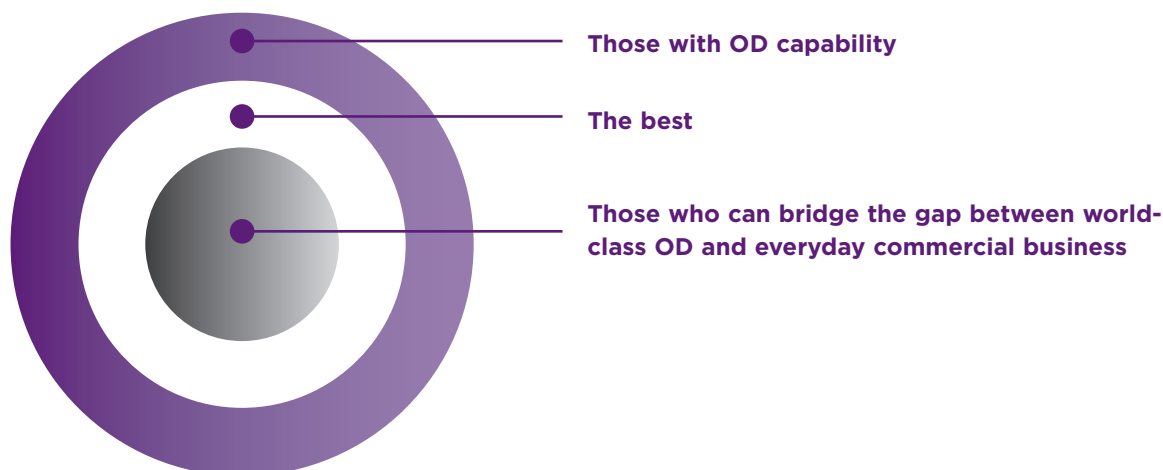 Those with OD capability
The best
Those who can bridge the gap between world-
class OD and everyday commercial business